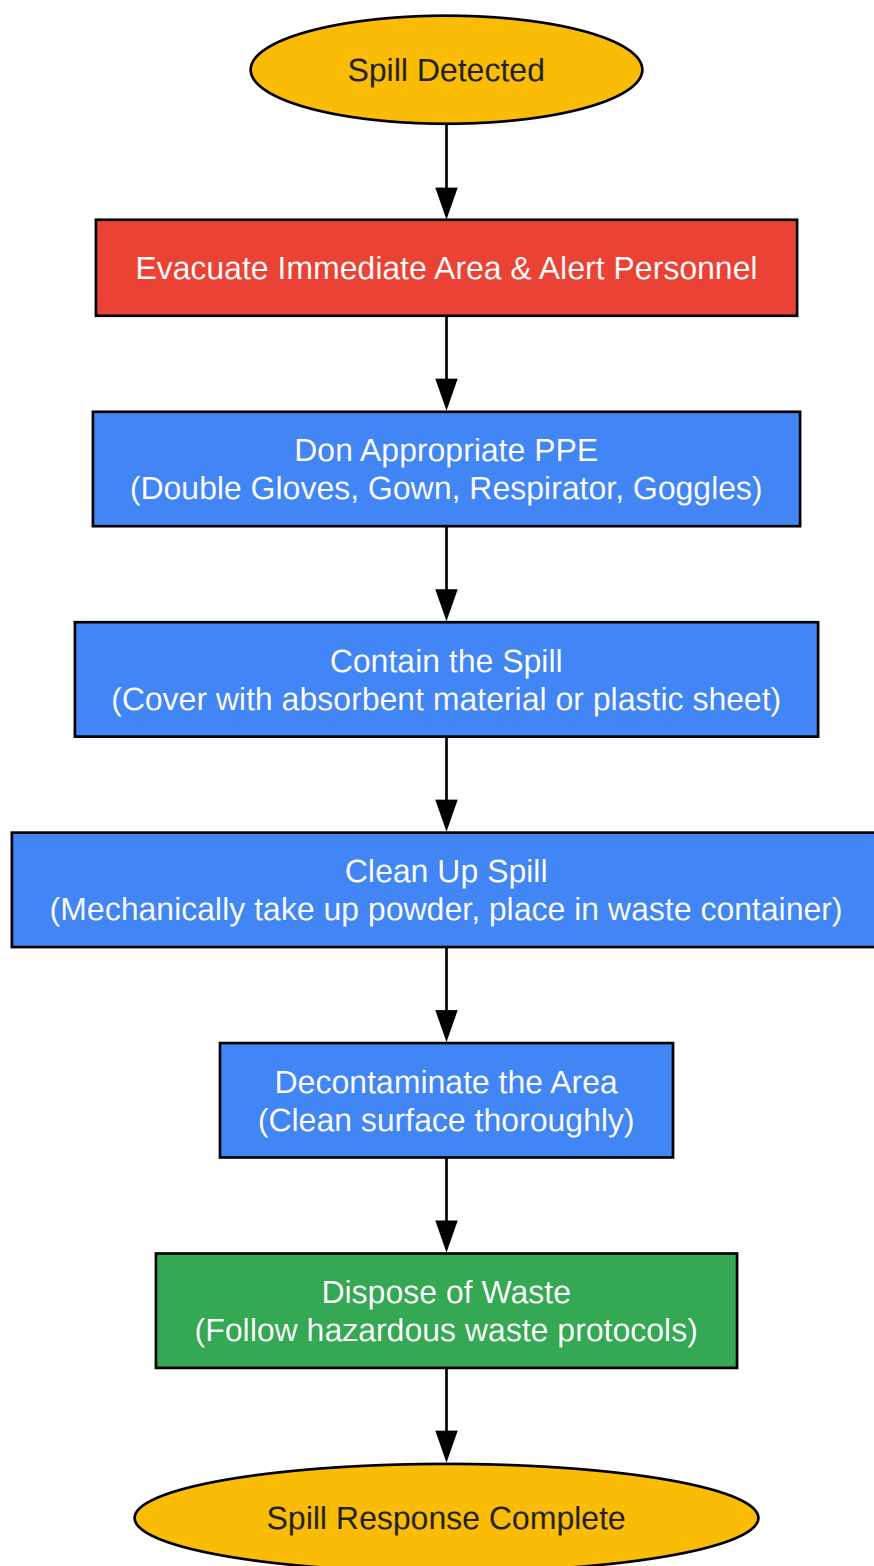 Spill Detected
Evacuate Immediate Area & Alert Personnel
Don Appropriate PPE
(Double Gloves, Gown, Respirator, Goggles)
Contain the Spill
(Cover with absorbent material or plastic sheet)
Clean Up Spill
(Mechanically take up powder, place in waste container)
Decontaminate the Area
(Clean surface thoroughly)
Dispose of Waste
(Follow hazardous waste protocols)
Spill Response Complete